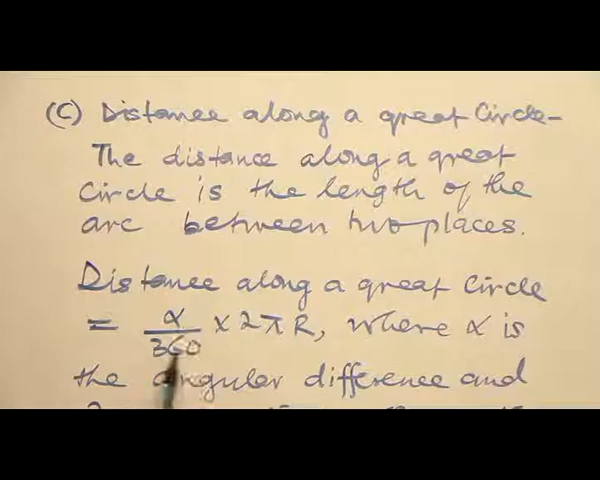 (C) Distance along a great Circle-
The distance along a great
Circle is the length of the
arc between two places.
Distance along a great Circle
= α/360 × 2πR, where α is
the angular difference and